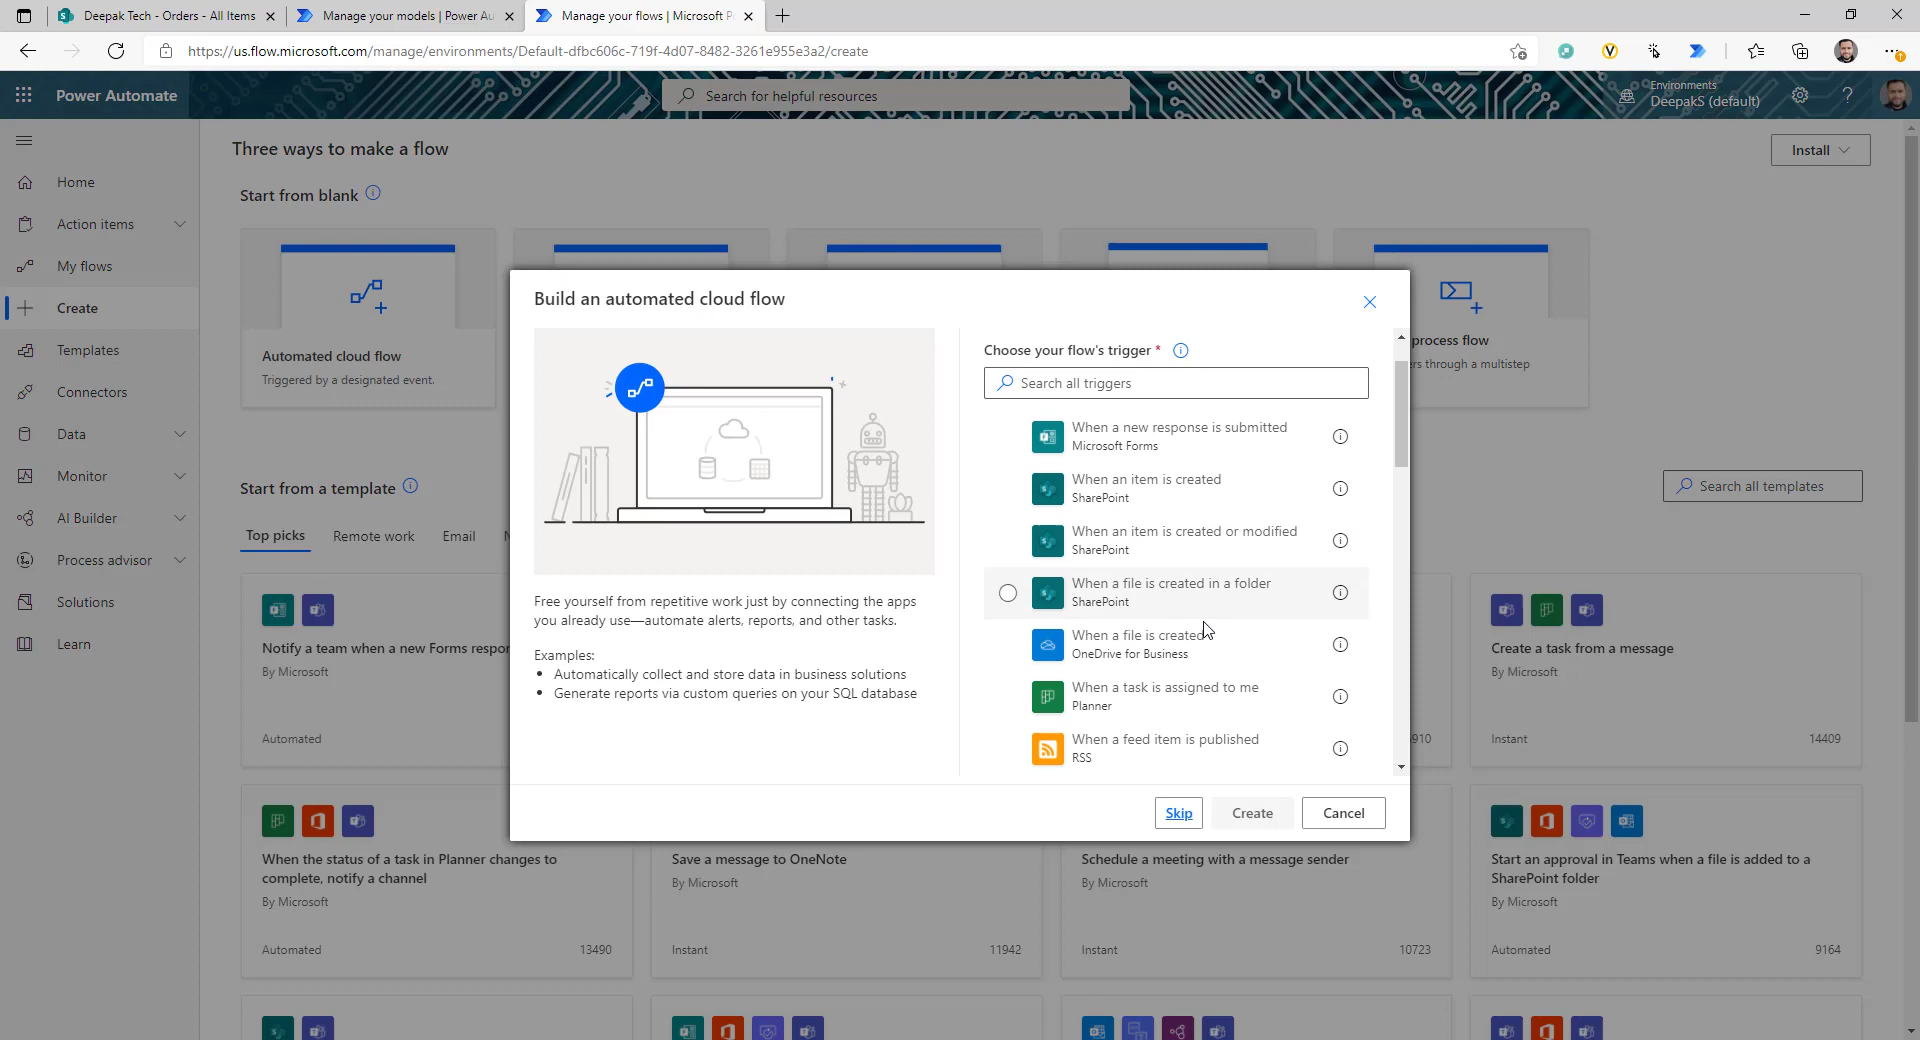 Deepak Tech - Orders - All Items
Manage your models | Power Au
Manage your flows | Microsoft P
https://us.flow.microsoft.com/manage/environments/Default-dfbc606c-719f-4d07-8482-3261e955e3a2/create
Power Automate
Search for helpful resources
Environments
DeepakS (default)
Three ways to make a flow
Install
Home
Start from blank
Action items
My flows
Create
Templates
Connectors
Data
Monitor
AI Builder
Process advisor
Solutions
Learn
Automated cloud flow
Triggered by a designated event.
process flow
ers through a multistep
Build an automated cloud flow
Free yourself from repetitive work just by connecting the apps
you already use—automate alerts, reports, and other tasks.
Examples:
• Automatically collect and store data in business solutions
• Generate reports via custom queries on your SQL database
Choose your flow's trigger *
Search all triggers
When a new response is submitted
Microsoft Forms
When an item is created
SharePoint
When an item is created or modified
SharePoint
When a file is created in a folder
SharePoint
When a file is created
OneDrive for Business
When a task is assigned to me
Planner
When a feed item is published
RSS
Skip
Create
Cancel
Start from a template
Search all templates
Top picks
Remote work
Email
Notify a team when a new Forms respon
By Microsoft
Automated
5910
Create a task from a message
By Microsoft
Instant
14409
When the status of a task in Planner changes to
complete, notify a channel
By Microsoft
Automated
13490
Save a message to OneNote
By Microsoft
Instant
11942
Schedule a meeting with a message sender
By Microsoft
Instant
10723
Start an approval in Teams when a file is added to a
SharePoint folder
By Microsoft
Automated
9164